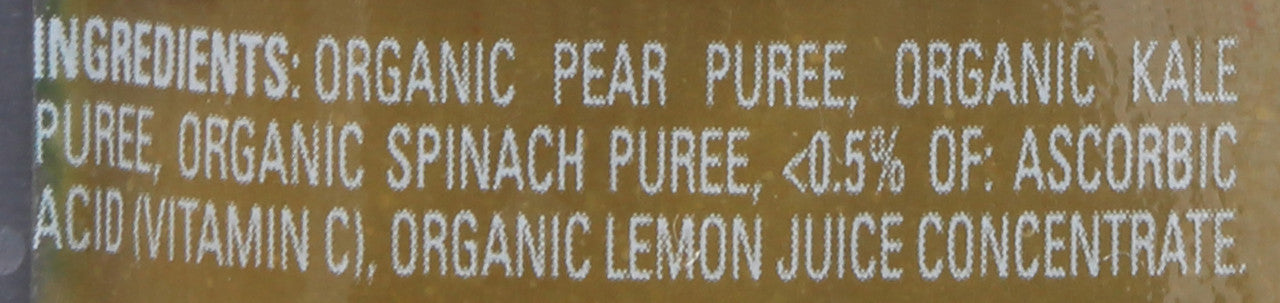 INGREDIENTS: ORGANIC PEAR PUREE, ORGANIC KALE
PUREE, ORGANIC SPINACH PUREE, <0.5% OF: ASCORBIC
ACID (VITAMIN C), ORGANIC LEMON JUICE CONCENTRATE.